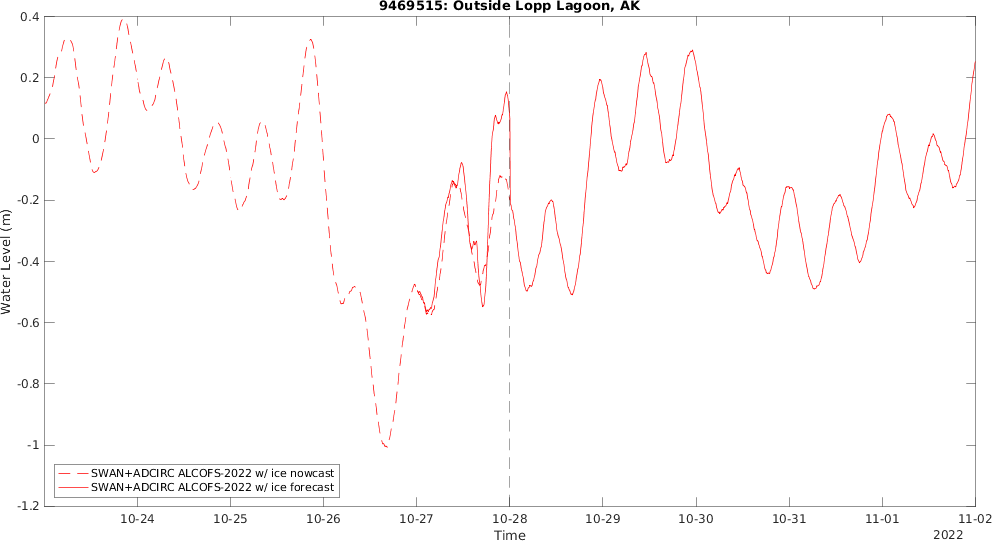 9469515: Outside Lopp Lagoon, AK
0.4
0.2
0
-0.2
-0.4
-0.6
-0.8
-1
-1.2
Water Level (m)
SWAN+ADCIRC ALCOFS-2022 w/ ice nowcast
SWAN+ADCIRC ALCOFS-2022 w/ ice forecast
10-24 10-25 10-26 10-27 10-28 10-29 10-30 10-31 11-01 11-02
Time
2022